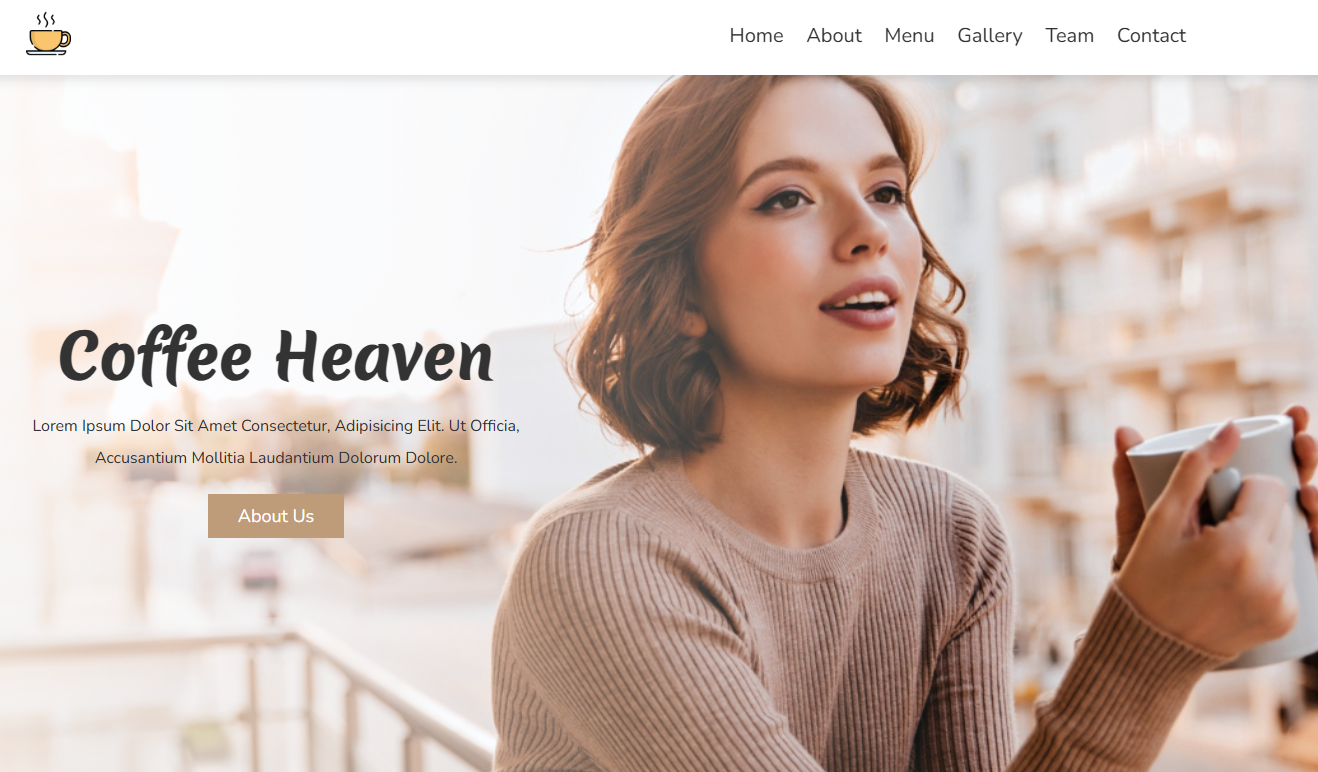 Home About Menu Gallery Team Contact
Coffee Heaven
Lorem Ipsum Dolor Sit Amet Consectetur, Adipisicing Elit. Ut Officia,
Accusantium Mollitia Laudantium Dolorum Dolore.
About Us